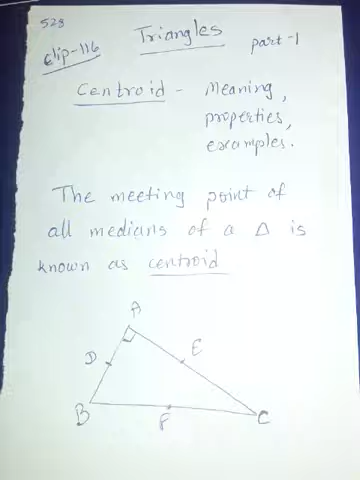 528
Clip-116
Triangles
part-1
Centroid - Meaning,
properties,
examples.
The meeting point of
all medians of a Δ is
known as centroid
A
D
E
B
F
C